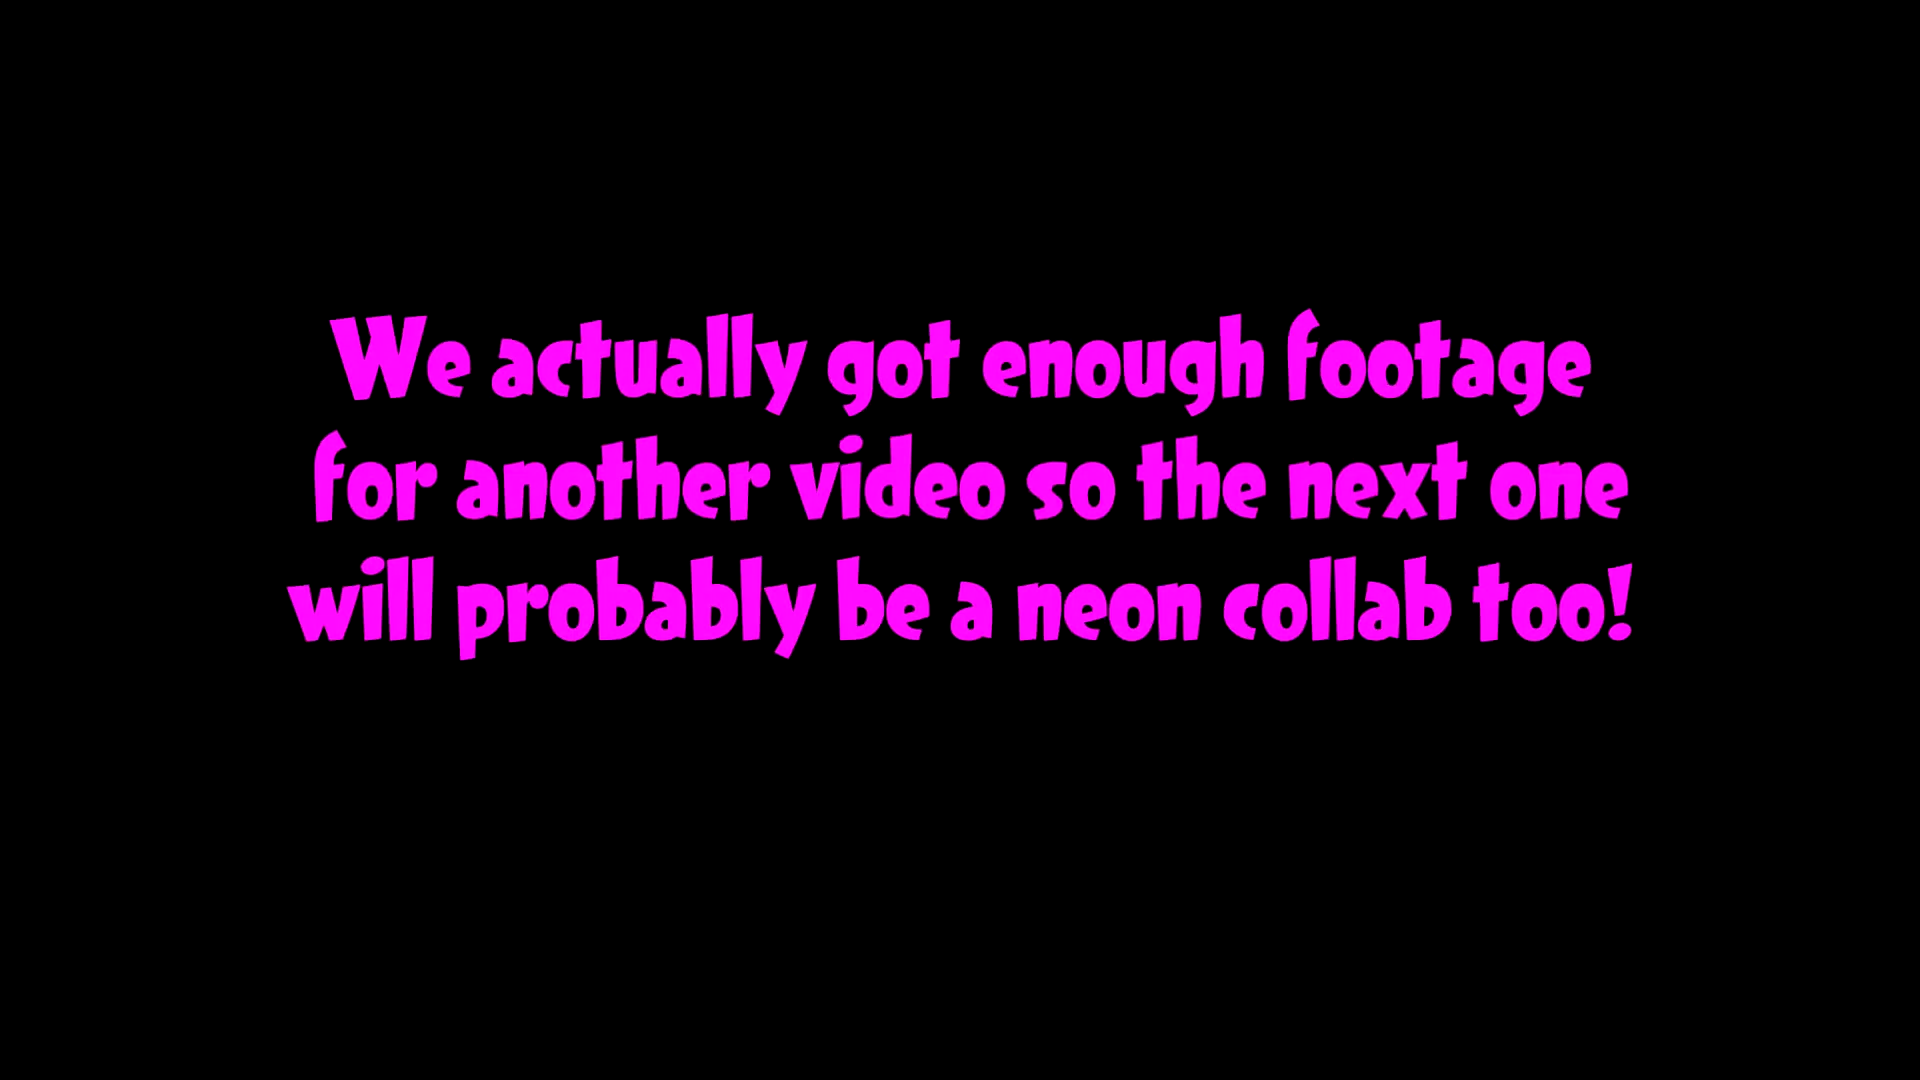 We actually got enough footage
for another video so the next one
will probably be a neon collab too!